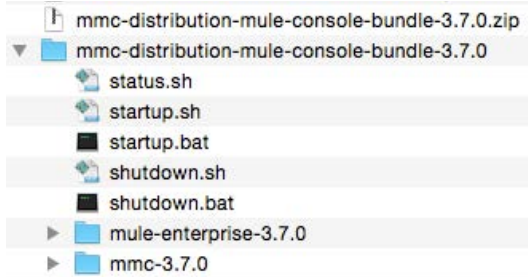 mmc-distribution-mule-console-bundle-3.7.0.zip
mmc-distribution-mule-console-bundle-3.7.0
status.sh
startup.sh
startup.bat
shutdown.sh
shutdown.bat
mule-enterprise-3.7.0
mmc-3.7.0